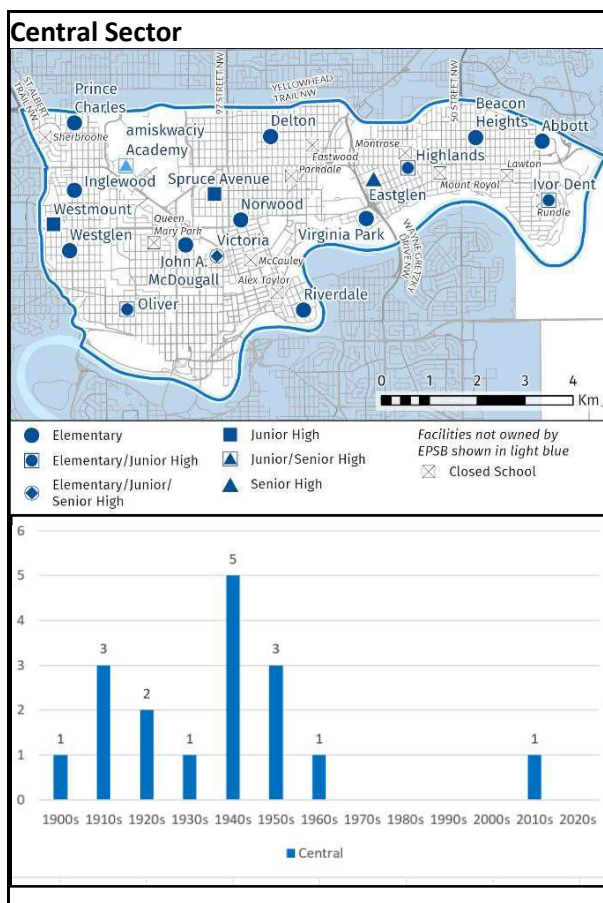 Central Sector
ST ALBERT
TRAIL NW
97 STREET NW
YELLOWHEAD
TRAIL NW
50 STREET NW
Prince
Charles
Sherbrooke
amiskwaciy
Academy
Delton
Eastwood
Parkdale
Montrose
Beacon
Heights
Abbott
Highlands
Lawton
Mount Royal
Ivor Dent
Rundle
Inglewood
Spruce Avenue
Eastglen
Westmount
Westglen
Queen
Mary Park
Norwood
Victoria
Virginia Park
WAYNE GRETZKY
DRIVE NW
John A.
McDougall
McCauley
Alex Taylor
Oliver
Riverdale
0 1 2 3 4
Km
Elementary
Elementary/Junior High
Elementary/Junior/
Senior High
Junior High
Junior/Senior High
Senior High
Facilities not owned by
EPSB shown in light blue
Closed School
6
5
4
3
2
1
0
1
3
2
1
5
3
1
1
1900s 1910s 1920s 1930s 1940s 1950s 1960s 1970s 1980s 1990s 2000s 2010s 2020s
Central